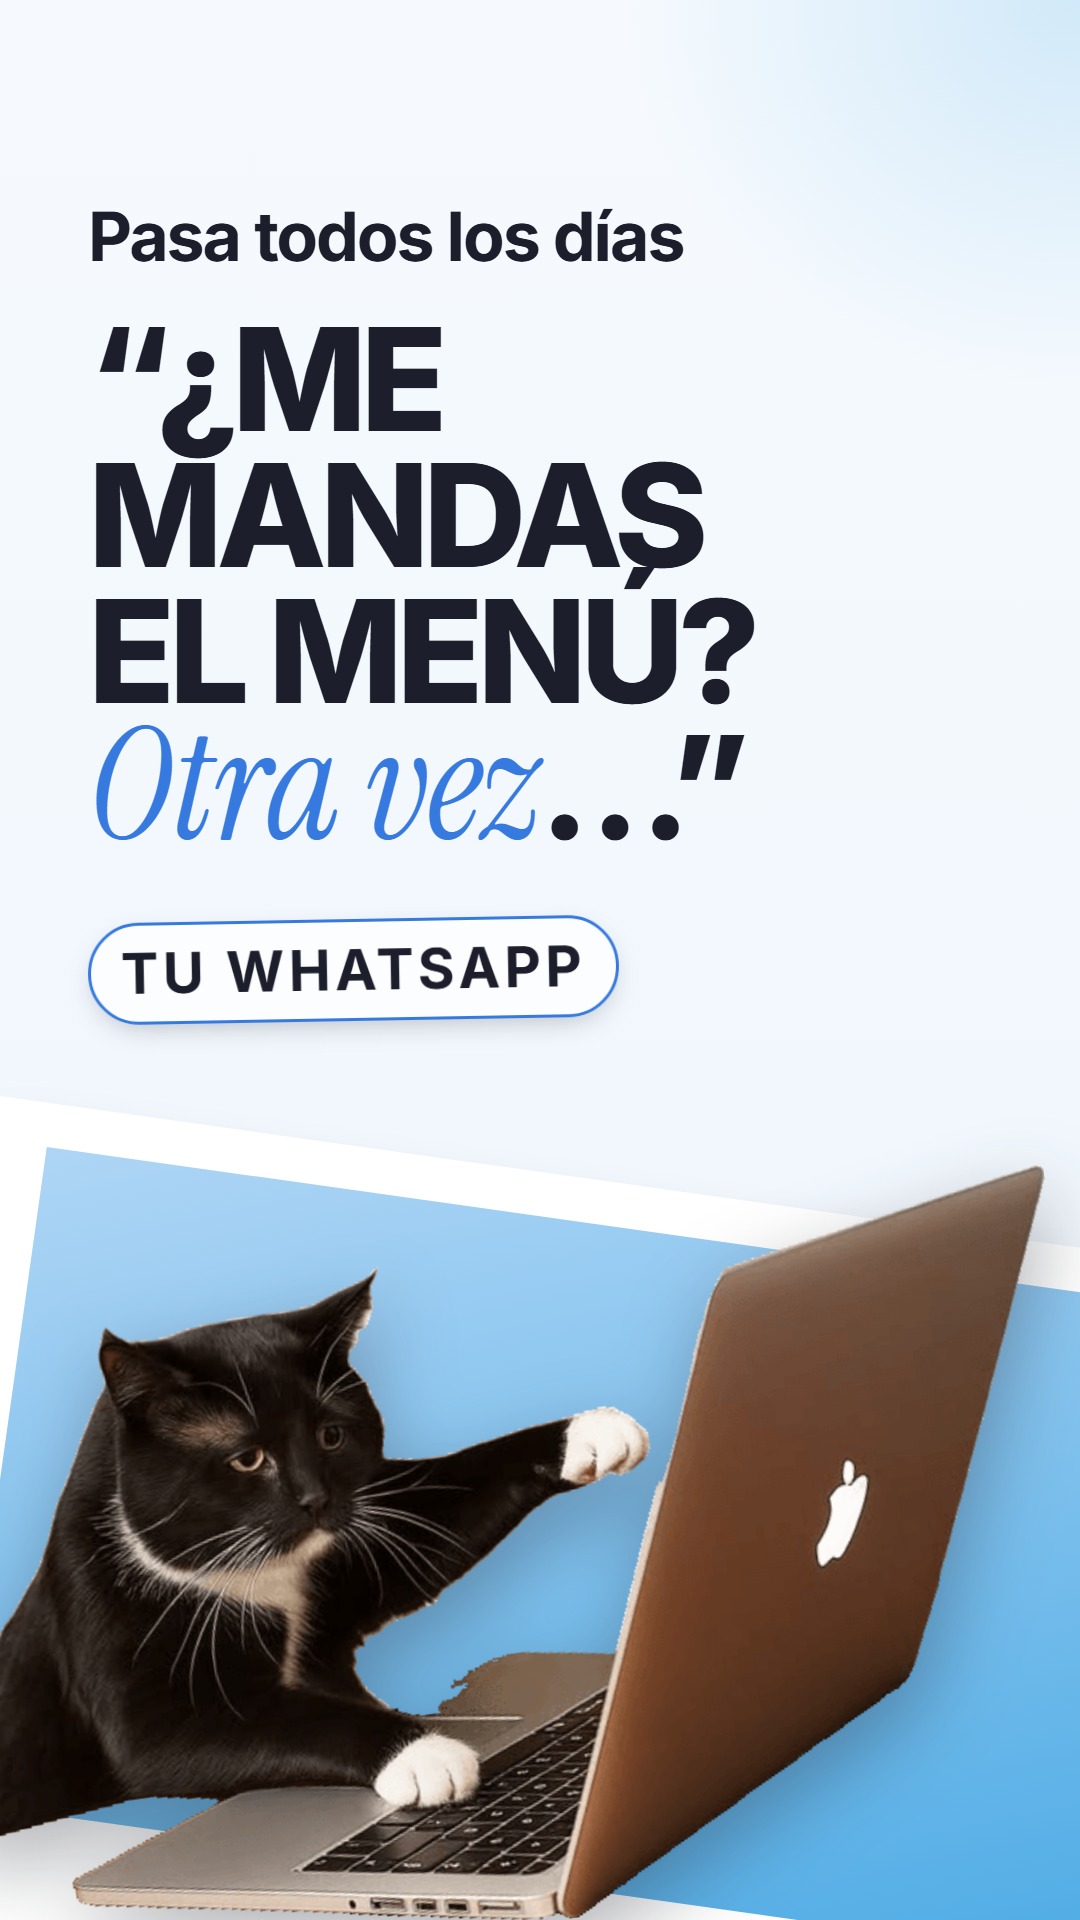 Pasa todos los días
“¿ME
MANDAS
EL MENÚ?
Otra vez...”
TU WHATSAPP